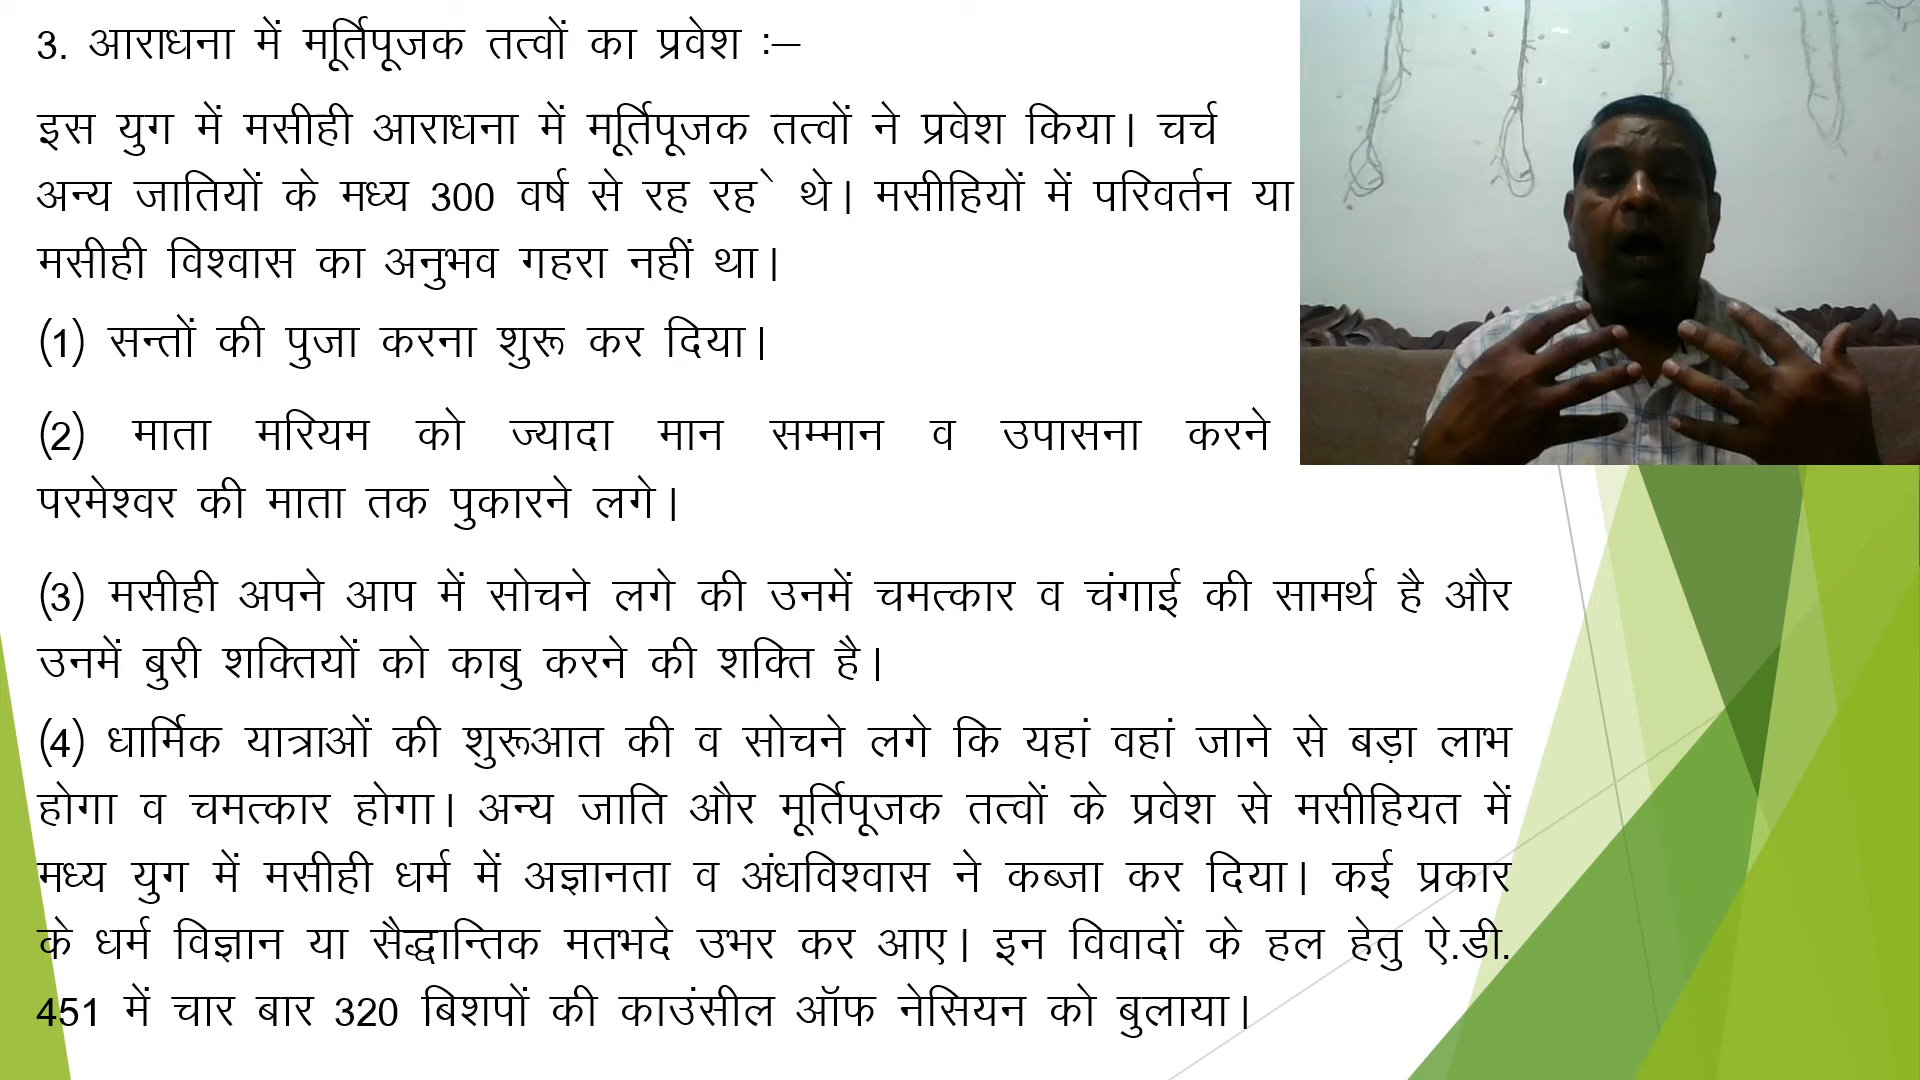 3. आराधना में मूर्तिपूजक तत्वों का प्रवेश :–
इस युग में मसीही आराधना में मूर्तिपूजक तत्वों ने प्रवेश किया। चर्च
अन्य जातियों के मध्य 300 वर्ष से रह रहे थे। मसीहियों में परिवर्तन या
मसीही विश्वास का अनुभव गहरा नहीं था।
(1) सन्तों की पुजा करना शुरू कर दिया।
(2) माता मरियम को ज्यादा मान सम्मान व उपासना करने
परमेश्वर की माता तक पुकारने लगे।
(3) मसीही अपने आप में सोचने लगे की उनमें चमत्कार व चंगाई की सामर्थ है और
उनमें बुरी शक्तियों को काबु करने की शक्ति है।
(4) धार्मिक यात्राओं की शुरूआत की व सोचने लगे कि यहां वहां जाने से बड़ा लाभ
होगा व चमत्कार होगा। अन्य जाति और मूर्तिपूजक तत्वों के प्रवेश से मसीहियत में
मध्य युग में मसीही धर्म में अज्ञानता व अंधविश्वास ने कब्जा कर दिया। कई प्रकार
के धर्म विज्ञान या सैद्धान्तिक मतभदे उभर कर आए। इन विवादों के हल हेतु ऐ.डी.
451 में चार बार 320 बिशपों की काउंसील ऑफ नेसियन को बुलाया।